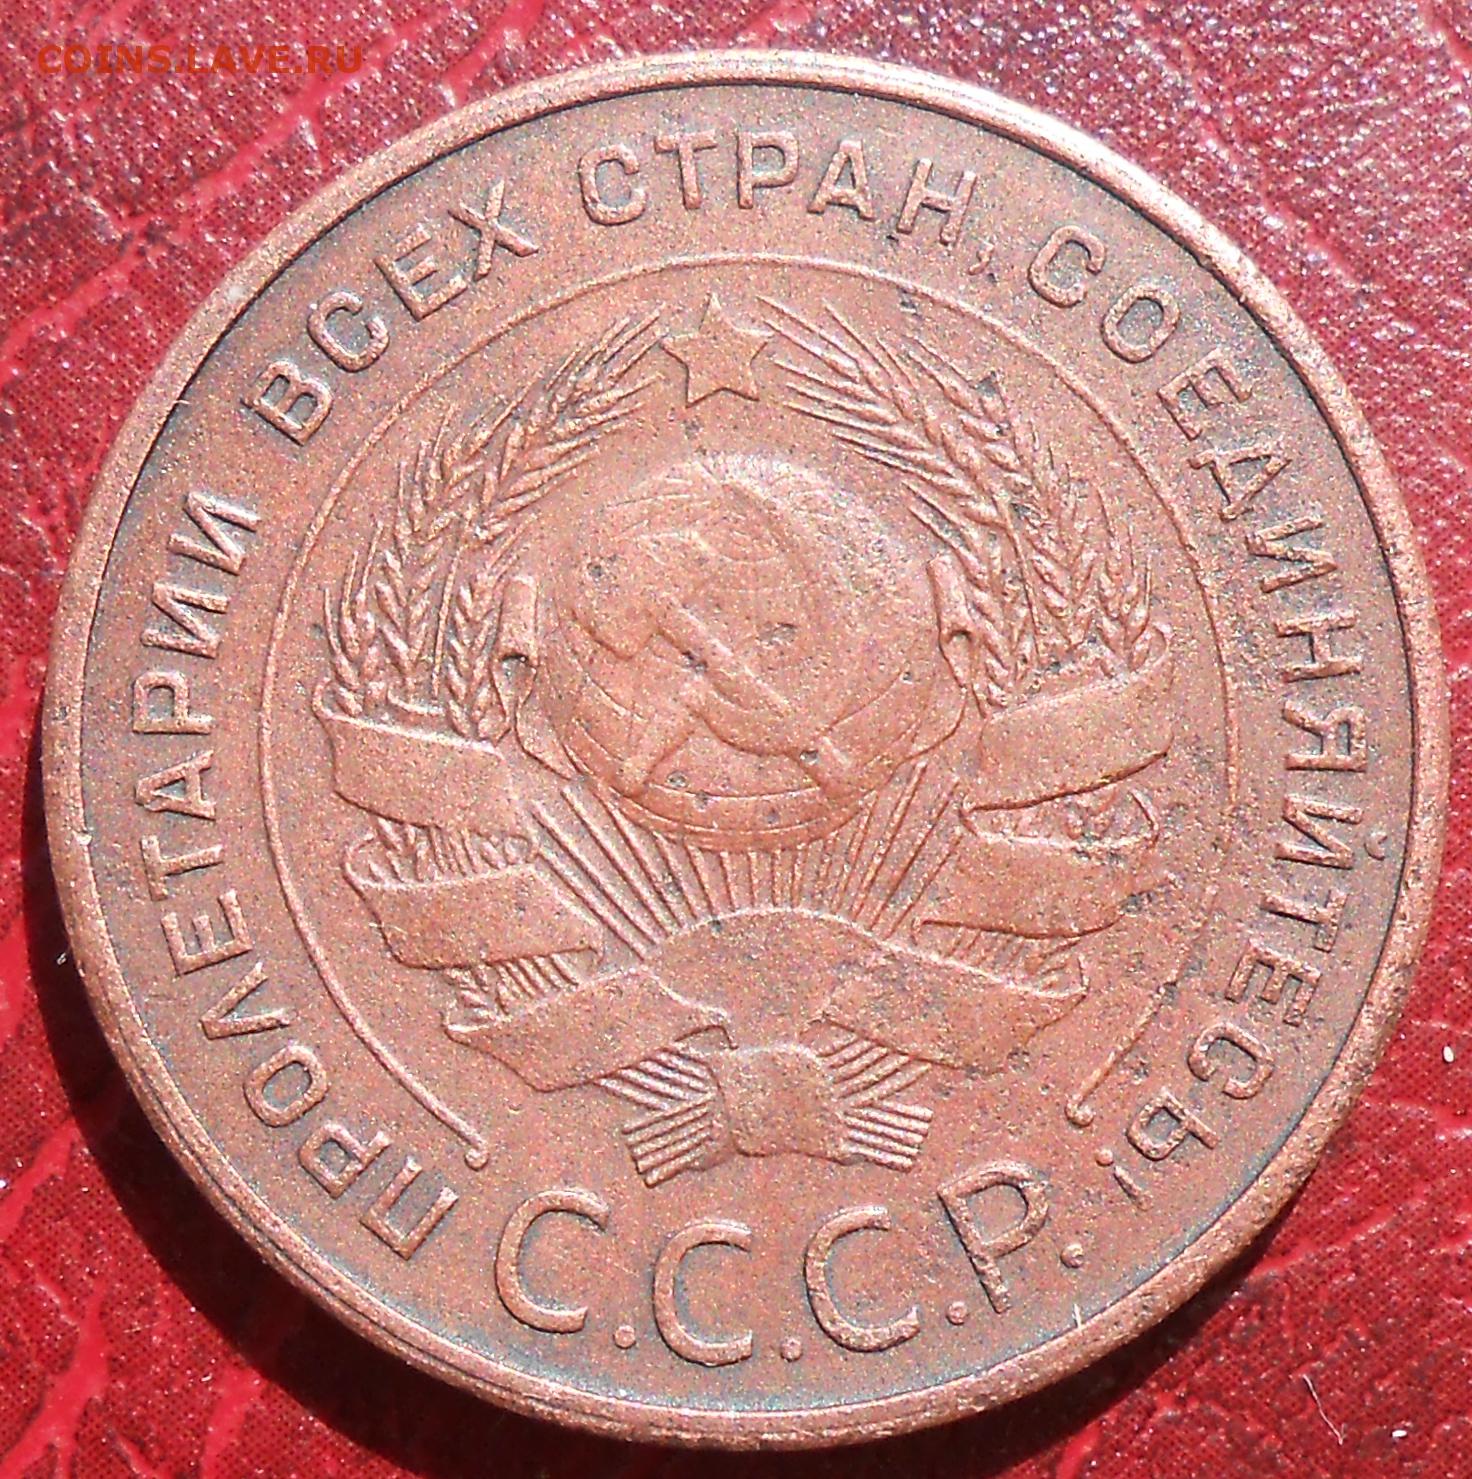 COINS.LAVE.RU
ПРОЛЕТАРИИ ВСЕХ СТРАН, СОЕДИНЯЙТЕСЬ!
С.С.С.Р.